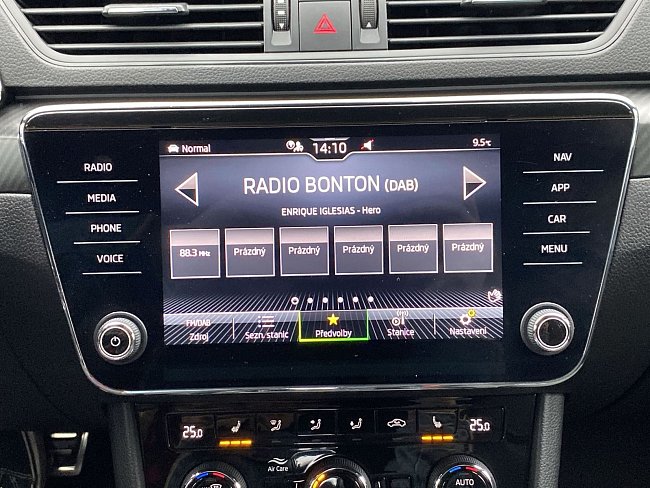 Normal 14:10 9.5°C
RADIO
MEDIA
PHONE
VOICE
RADIO BONTON (DAB)
ENRIQUE IGLESIAS - Hero
88.3 MHz Prázdný Prázdný Prázdný Prázdný Prázdný
FM/DAB
Zdroj Sezn. stanic Předvolby Stanice Nastavení
NAV
APP
CAR
MENU
25.0 25.0
Air Care AUTO